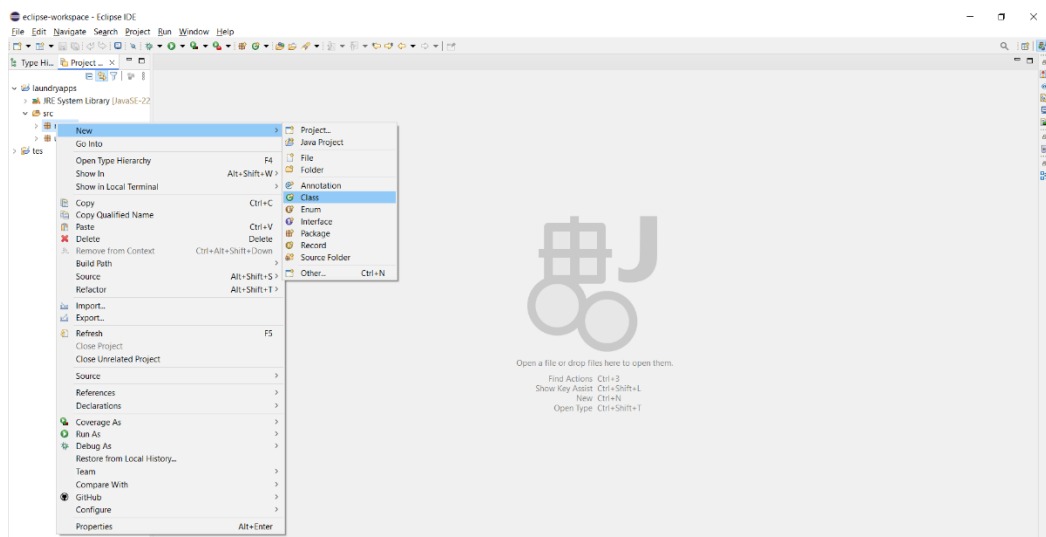 eclipse-workspace - Eclipse IDE
File Edit Navigate Search Project Run Window Help
Type Hi... Project... ×
laundryapps
JRE System Library [JavaSE-22
src
tes
New
Go Into
Open Type Hierarchy F4
Show In Alt+Shift+W >
Show in Local Terminal >
Copy Ctrl+C
Copy Qualified Name
Paste Ctrl+V
Delete Delete
Remove from Context Ctrl+Alt+Shift+Down
Build Path >
Source Alt+Shift+S >
Refactor Alt+Shift+T >
Import...
Export...
Refresh F5
Close Project
Close Unrelated Project
Source >
References >
Declarations >
Coverage As >
Run As >
Debug As >
Restore from Local History...
Team >
Compare With >
GitHub >
Configure >
Properties Alt+Enter
Project...
Java Project
File
Folder
Annotation
Class
Enum
Interface
Package
Record
Source Folder
Other... Ctrl+N
Open a file or drop files here to open them.
Find Actions Ctrl+3
Show Key Assist Ctrl+Shift+L
New Ctrl+N
Open Type Ctrl+Shift+T